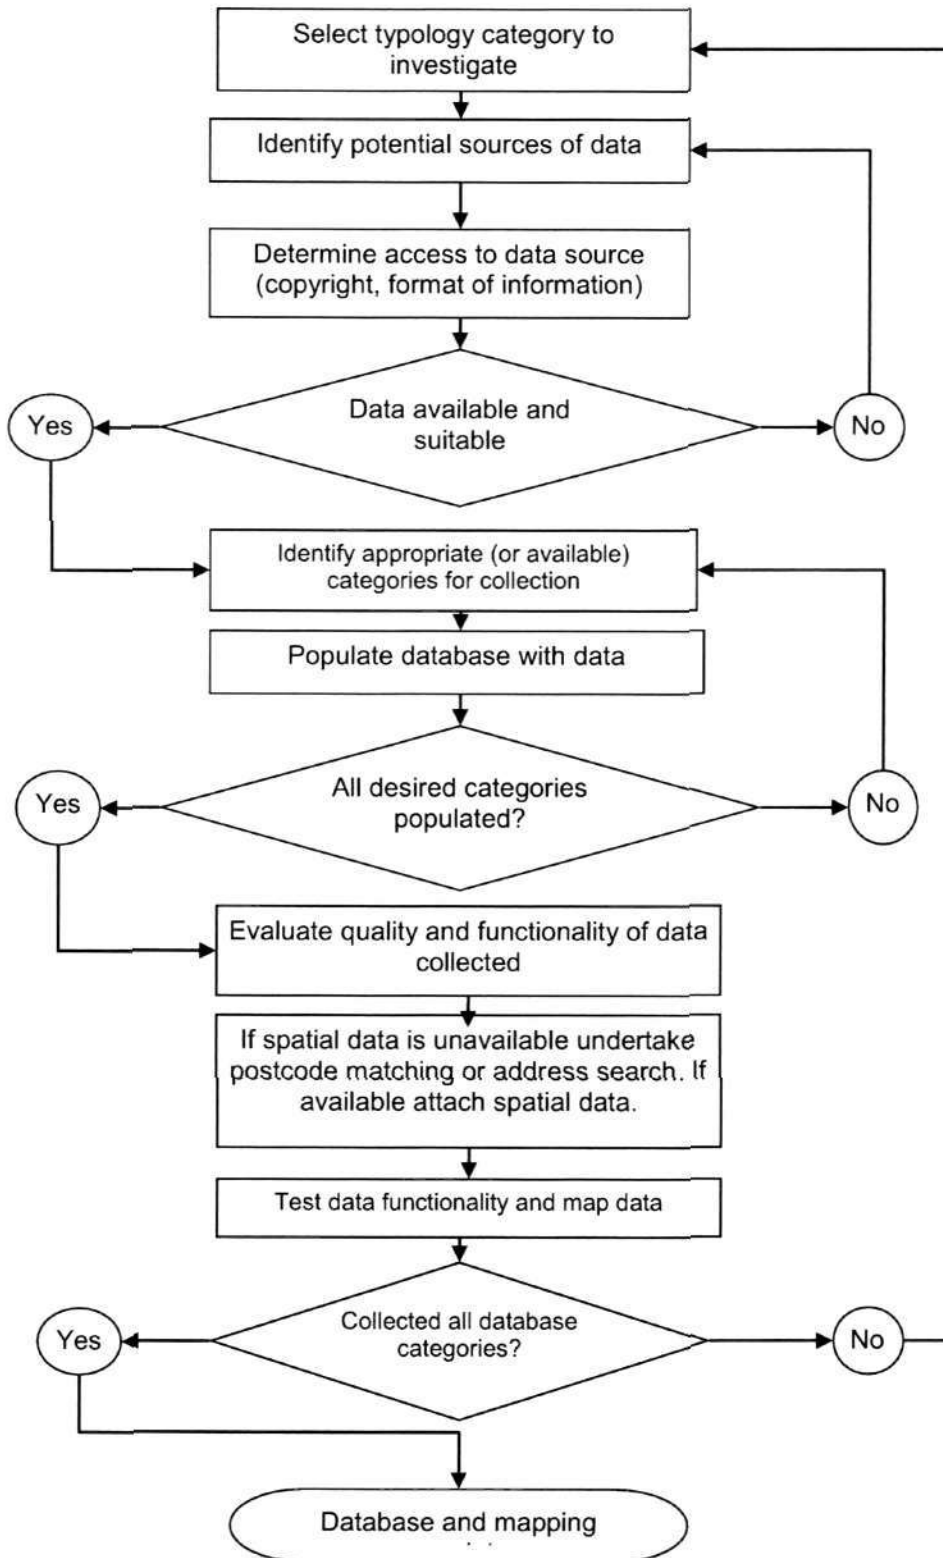 Select typology category to
investigate
Identify potential sources of data
Determine access to data source
(copyright, format of information)
Data available and
suitable
Yes
No
Identify appropriate (or available)
categories for collection
Populate database with data
All desired categories
populated?
Yes
No
Evaluate quality and functionality of data
collected
If spatial data is unavailable undertake
postcode matching or address search. If
available attach spatial data.
Test data functionality and map data
Collected all database
categories?
Yes
No
Database and mapping